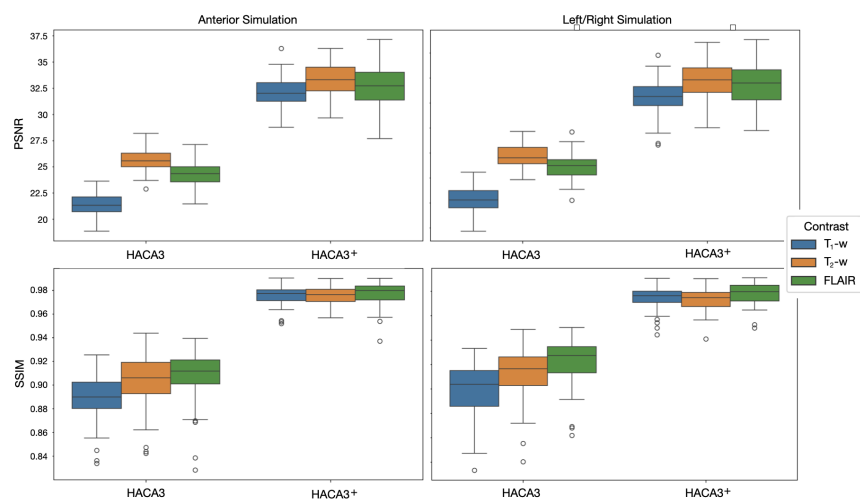 Anterior Simulation
Left/Right Simulation
PSNR
37.5
35
32.5
30
27.5
25
22.5
20
HACA3
HACA3+
HACA3
HACA3+
Contrast
T₁-w
T₂-w
FLAIR
SSIM
0.98
0.94
0.92
0.90
0.88
0.86
0.84
HACA3
HACA3+
HACA3
HACA3+